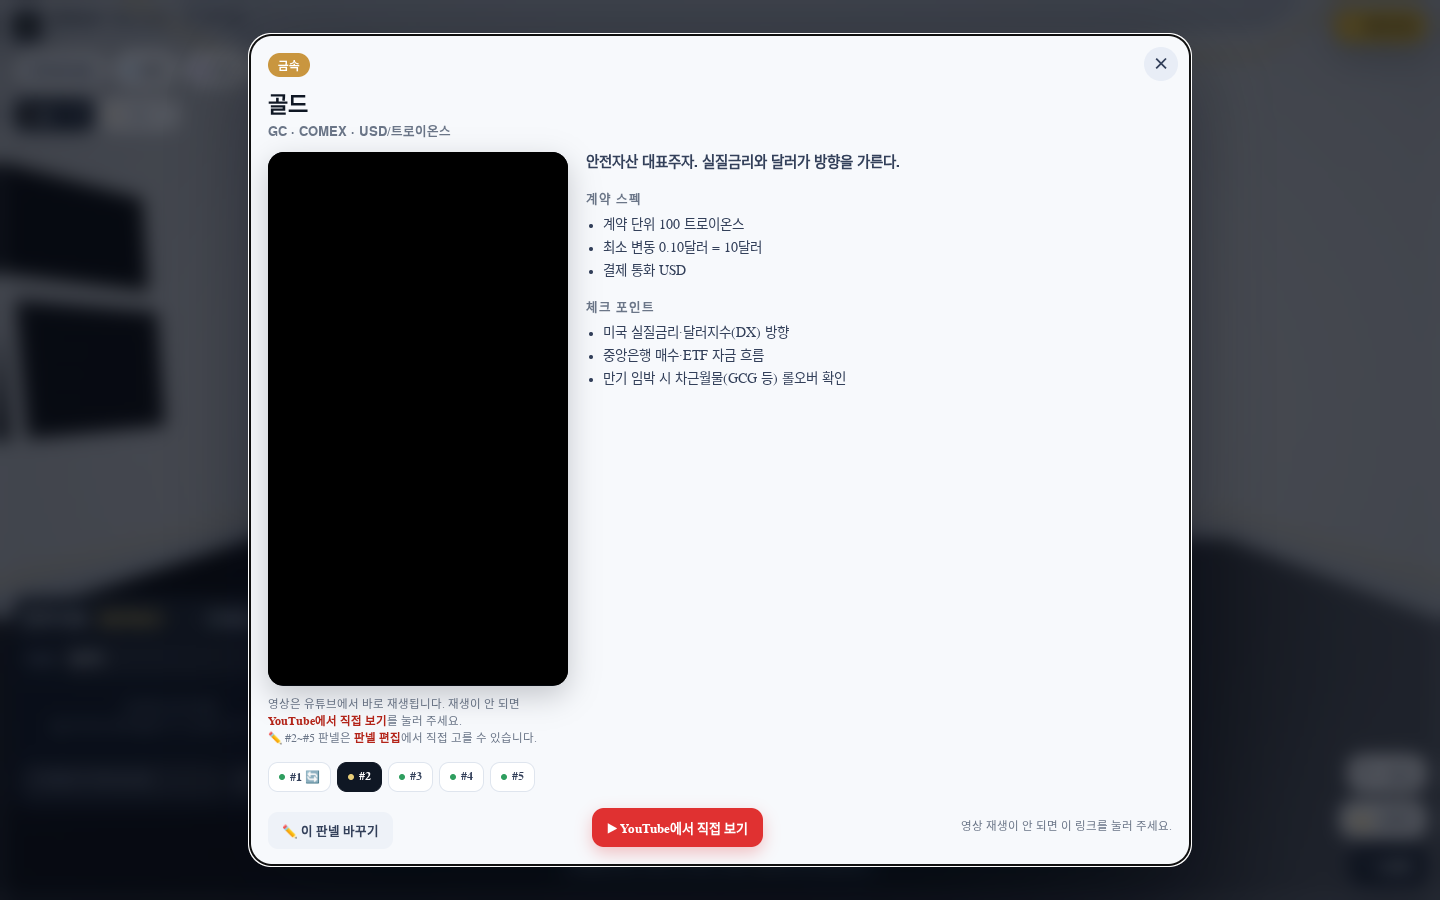 금속
✕
골드
GC · COMEX · USD/트로이온스
안전자산 대표주자. 실질금리와 달러가 방향을 가른다.
계약 스펙
• 계약 단위 100 트로이온스
• 최소 변동 0.10달러 = 10달러
• 결제 통화 USD
체크 포인트
• 미국 실질금리·달러지수(DX) 방향
• 중앙은행 매수·ETF 자금 흐름
• 만기 임박 시 차근월물(GCG 등) 롤오버 확인
영상은 유튜브에서 바로 재생됩니다. 재생이 안 되면
YouTube에서 직접 보기를 눌러 주세요.
✏️ #2~#5 판넬은 판넬 편집에서 직접 고를 수 있습니다.
#1 🔄 #2 #3 #4 #5
✏️ 이 판넬 바꾸기
▶ YouTube에서 직접 보기
영상 재생이 안 되면 이 링크를 눌러 주세요.